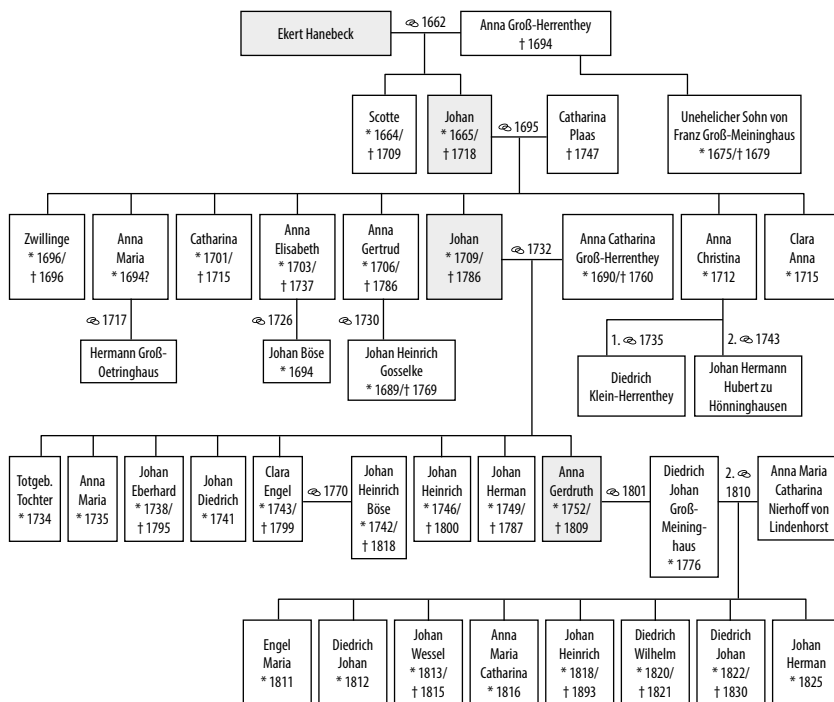 Ekert Hanebeck
⚭ 1662
Anna Groß-Herrenthey
† 1694
Scotte
* 1664/
† 1709
Johan
* 1665/
† 1718
⚭ 1695
Catharina
Plaas
† 1747
Unehelicher Sohn von
Franz Groß-Meininghaus
* 1675/† 1679
Zwillinge
* 1696/
† 1696
Anna
Maria
* 1694?
Catharina
* 1701/
† 1715
Anna
Elisabeth
* 1703/
† 1737
Anna
Gertrud
* 1706/
† 1786
Johan
* 1709/
† 1786
⚭ 1732
Anna Catharina
Groß-Herrenthey
* 1690/† 1760
Anna
Christina
* 1712
Clara
Anna
* 1715
⚭ 1717
⚭ 1726
⚭ 1730
1. ⚭ 1735
2. ⚭ 1743
Hermann Groß-
Oetringhaus
Johan Böse
* 1694
Johan Heinrich
Gosselke
* 1689/† 1769
Diedrich
Klein-Herrenthey
Johan Hermann
Hubert zu
Hönninghausen
Totgeb.
Tochter
* 1734
Anna
Maria
* 1735
Johan
Eberhard
* 1738/
† 1795
Johan
Diedrich
* 1741
Clara
Engel
* 1743/
† 1799
⚭ 1770
Johan
Heinrich
Böse
* 1742/
† 1818
Johan
Heinrich
* 1746/
† 1800
Johan
Herman
* 1749/
† 1787
Anna
Gerdruth
* 1752/
† 1809
⚭ 1801
Diedrich
Johan
Groß-
Meining-
haus
* 1776
2. ⚭
1810
Anna Maria
Catharina
Nierhoff von
Lindenhorst
Engel
Maria
* 1811
Diedrich
Johan
* 1812
Johan
Wessel
* 1813/
† 1815
Anna
Maria
Catharina
* 1816
Johan
Heinrich
* 1818/
† 1893
Diedrich
Wilhelm
* 1820/
† 1821
Diedrich
Johan
* 1822/
† 1830
Johan
Herman
* 1825